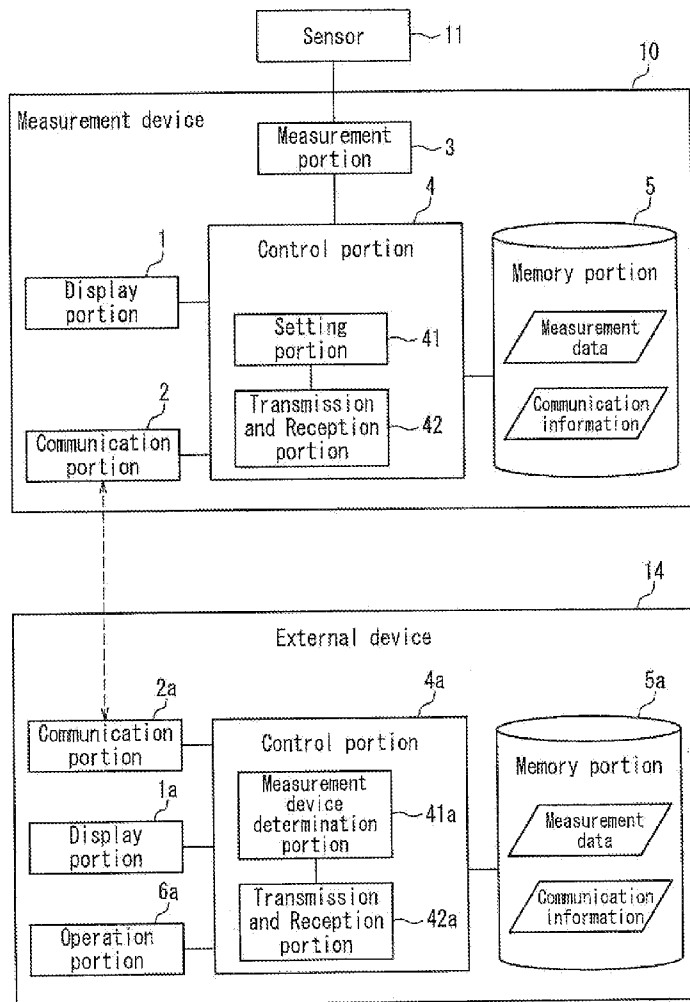 Sensor
11
10
Measurement device
Measurement
portion
3
4
5
Control portion
Memory portion
1
Display
portion
Setting
portion
41
Measurement
data
2
Transmission
and Reception
portion
42
Communication
information
Communication
portion
14
External device
2a
4a
5a
Communication
portion
Control portion
Memory portion
1a
Measurement
device
determination
portion
41a
Display
portion
Measurement
data
6a
Transmission
and Reception
portion
42a
Communication
information
Operation
portion